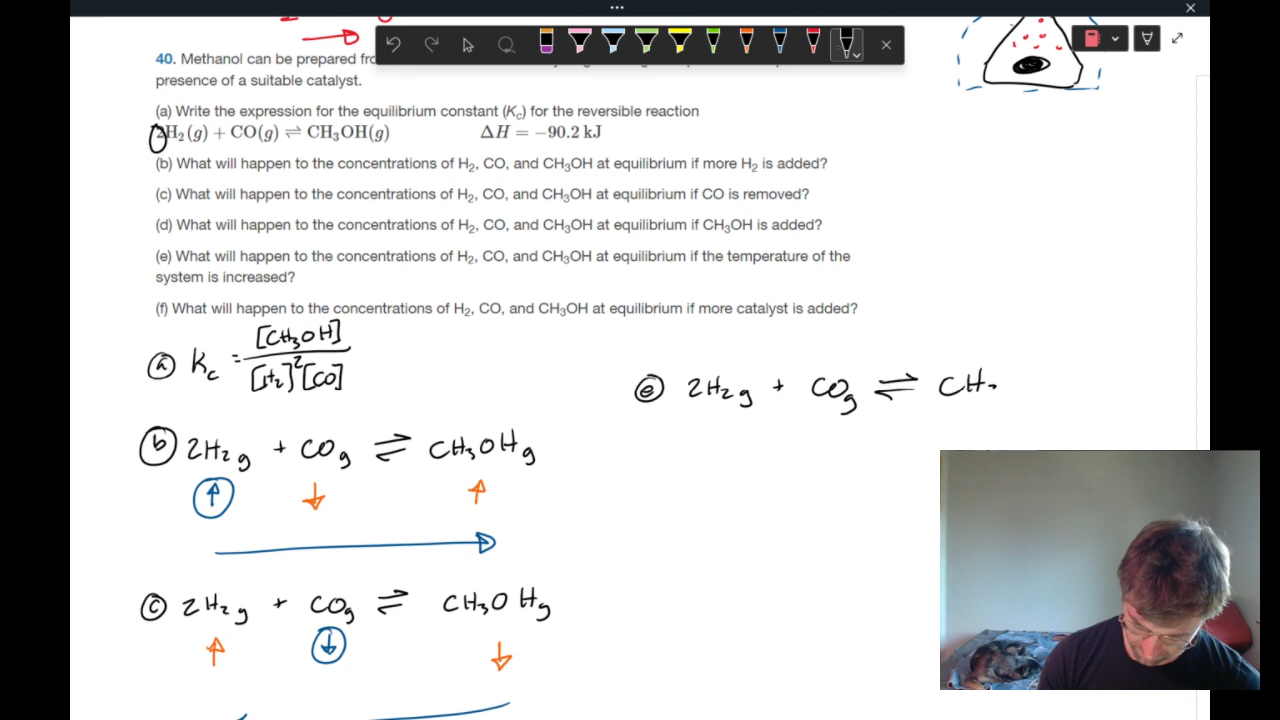 40. Methanol can be prepared
presence of a suitable catalyst.
(a) Write the expression for the equilibrium constant (Kc) for the reversible reaction
2H₂(g) + CO(g) ⇌ CH₃OH(g) ΔH = −90.2 kJ
(b) What will happen to the concentrations of H₂, CO, and CH₃OH at equilibrium if more H₂ is added?
(c) What will happen to the concentrations of H₂, CO, and CH₃OH at equilibrium if CO is removed?
(d) What will happen to the concentrations of H₂, CO, and CH₃OH at equilibrium if CH₃OH is added?
(e) What will happen to the concentrations of H₂, CO, and CH₃OH at equilibrium if the temperature of the
system is increased?
(f) What will happen to the concentrations of H₂, CO, and CH₃OH at equilibrium if more catalyst is added?
ⓐ Kc = [CH₃OH] / [H₂]²[CO]
ⓑ 2H₂g + COg ⇌ CH₃OHg
↑ ↓ ↑
ⓒ 2H₂g + COg ⇌ CH₃OHg
↑ ↓ ↓
ⓔ 2H₂g + COg ⇌ CH